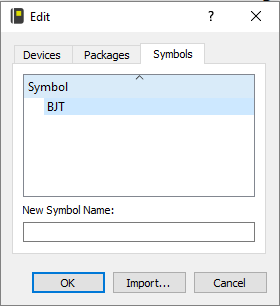 Edit
?
Devices Packages Symbols
Symbol
BJT
New Symbol Name:
OK Import... Cancel